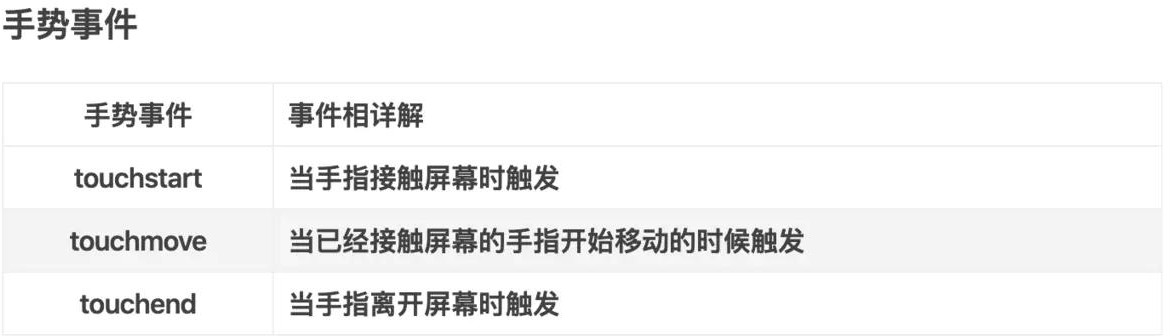 手势事件
手势事件 事件相详解
touchstart 当手指接触屏幕时触发
touchmove 当已经接触屏幕的手指开始移动的时候触发
touchend 当手指离开屏幕时触发